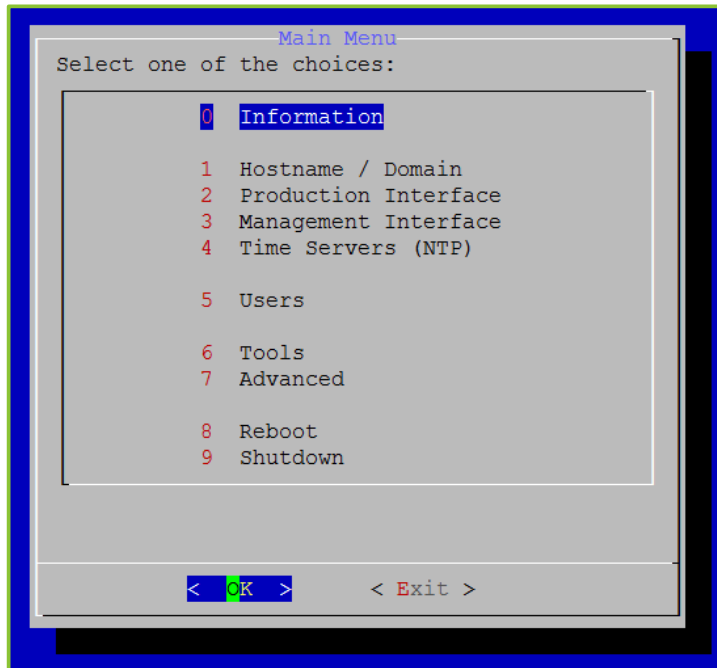 Main Menu
Select one of the choices:
0 Information
1 Hostname / Domain
2 Production Interface
3 Management Interface
4 Time Servers (NTP)
5 Users
6 Tools
7 Advanced
8 Reboot
9 Shutdown
< OK > < Exit >